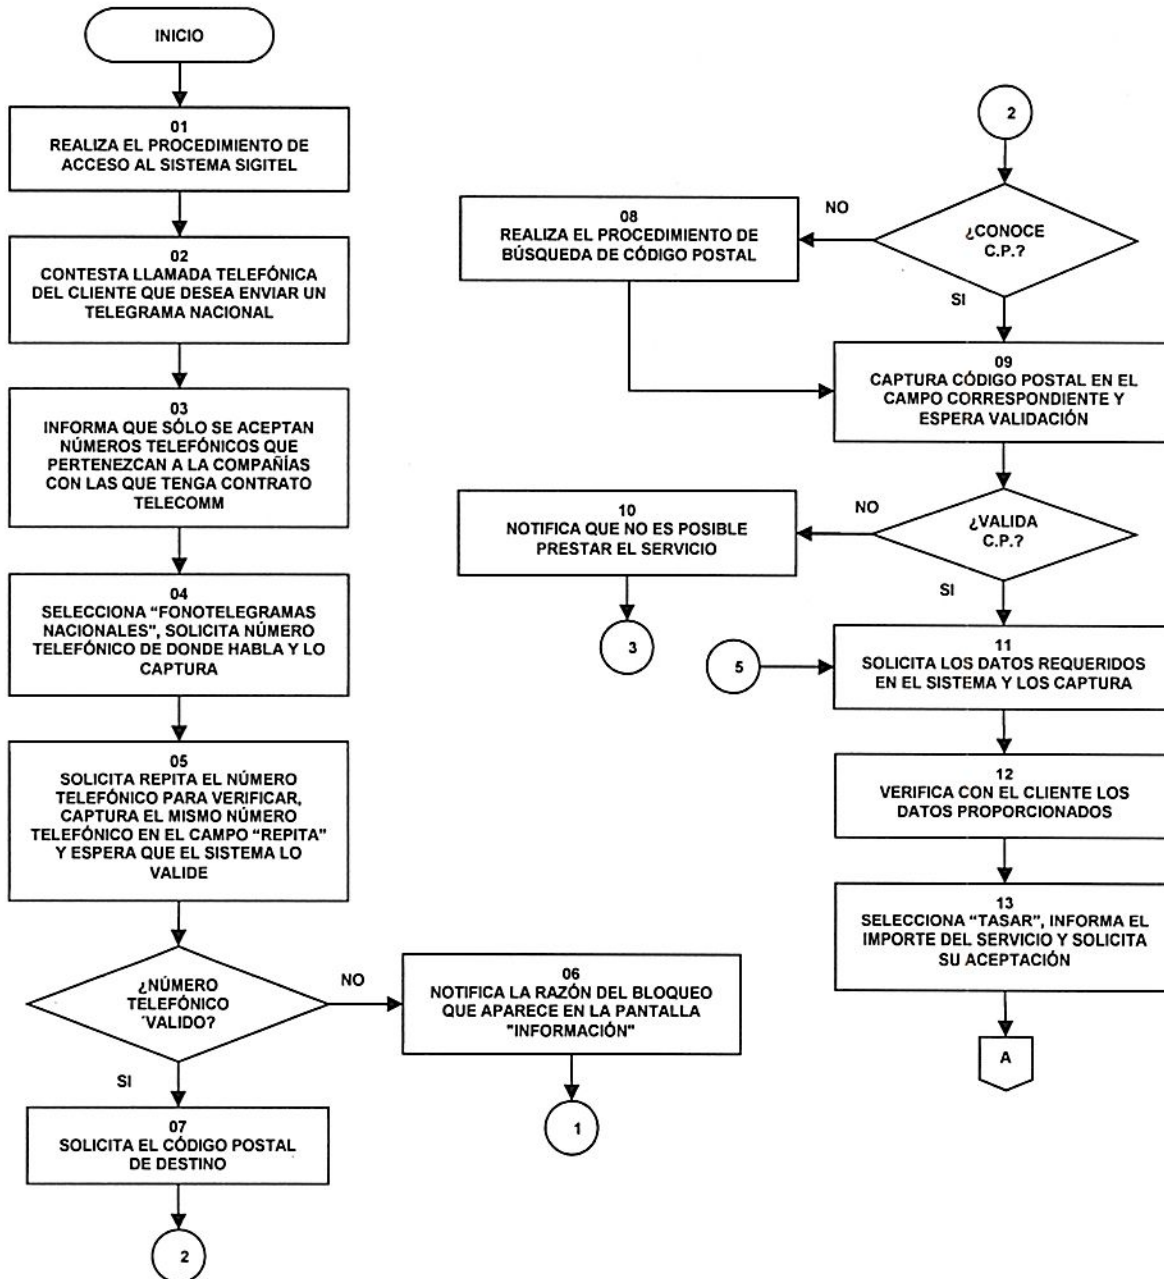 INICIO
01
REALIZA EL PROCEDIMIENTO DE
ACCESO AL SISTEMA SIGITEL
02
CONTESTA LLAMADA TELEFÓNICA
DEL CLIENTE QUE DESEA ENVIAR UN
TELEGRAMA NACIONAL
03
INFORMA QUE SÓLO SE ACEPTAN
NÚMEROS TELEFÓNICOS QUE
PERTENEZCAN A LA COMPAÑÍAS
CON LAS QUE TENGA CONTRATO
TELECOMM
04
SELECCIONA “FONOTELEGRAMAS
NACIONALES”, SOLICITA NÚMERO
TELEFÓNICO DE DONDE HABLA Y LO
CAPTURA
05
SOLICITA REPITA EL NÚMERO
TELEFÓNICO PARA VERIFICAR,
CAPTURA EL MISMO NÚMERO
TELEFÓNICO EN EL CAMPO “REPITA”
Y ESPERA QUE EL SISTEMA LO
VALIDE
¿NÚMERO
TELEFÓNICO
VALIDO?
NO
06
NOTIFICA LA RAZÓN DEL BLOQUEO
QUE APARECE EN LA PANTALLA
"INFORMACIÓN"
1
SI
07
SOLICITA EL CÓDIGO POSTAL
DE DESTINO
2
2
¿CONOCE
C.P.?
NO
08
REALIZA EL PROCEDIMIENTO DE
BÚSQUEDA DE CÓDIGO POSTAL
SI
09
CAPTURA CÓDIGO POSTAL EN EL
CAMPO CORRESPONDIENTE Y
ESPERA VALIDACIÓN
¿VALIDA
C.P.?
NO
10
NOTIFICA QUE NO ES POSIBLE
PRESTAR EL SERVICIO
3
SI
5
11
SOLICITA LOS DATOS REQUERIDOS
EN EL SISTEMA Y LOS CAPTURA
12
VERIFICA CON EL CLIENTE LOS
DATOS PROPORCIONADOS
13
SELECCIONA “TASAR”, INFORMA EL
IMPORTE DEL SERVICIO Y SOLICITA
SU ACEPTACIÓN
A